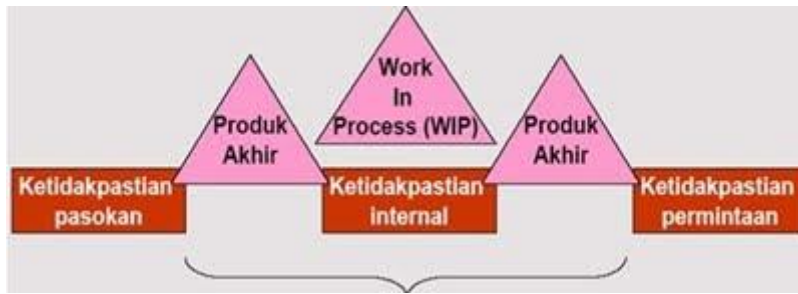 Work
In
Process (WIP)
Produk
Akhir
Produk
Akhir
Ketidakpastian
pasokan
Ketidakpastian
internal
Ketidakpastian
permintaan